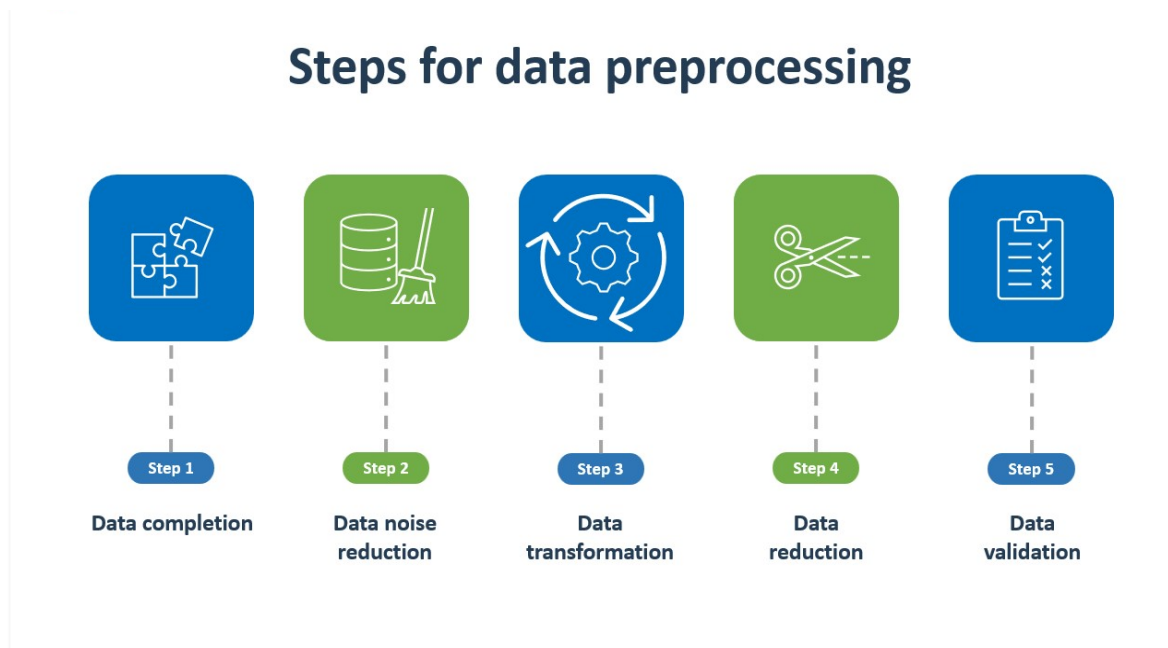 Steps for data preprocessing
Step 1
Data completion
Step 2
Data noise
reduction
Step 3
Data
transformation
Step 4
Data
reduction
Step 5
Data
validation